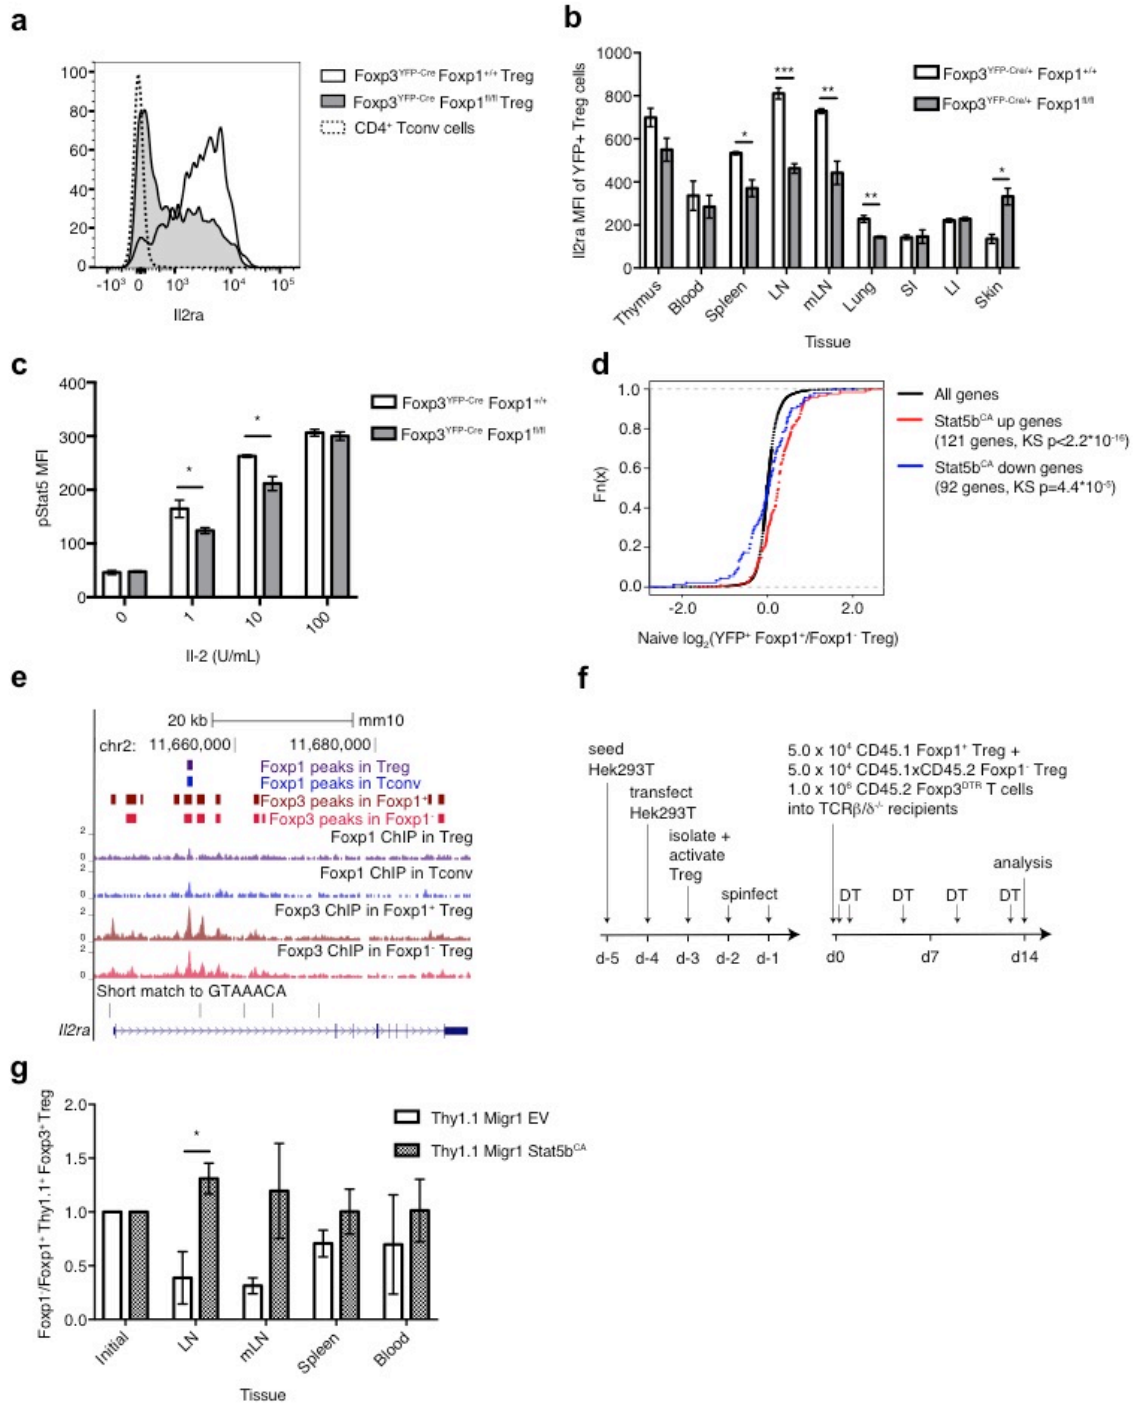 a
100
80
60
40
20
0
-10³ 0 10³ 10⁴ 10⁵
Il2ra
Foxp3YFP-Cre Foxp1+/+ Treg
Foxp3YFP-Cre Foxp1fl/fl Treg
CD4+ Tconv cells
b
Il2ra MFI of YFP+ Treg cells
1000
800
600
400
200
0
* *** ** ** *
Thymus Blood Spleen LN mLN Lung SI LI Skin
Tissue
Foxp3YFP-Cre/+ Foxp1+/+
Foxp3YFP-Cre/+ Foxp1fl/fl
c
pStat5 MFI
400
300
200
100
0
* *
0 1 10 100
Il-2 (U/mL)
Foxp3YFP-Cre Foxp1+/+
Foxp3YFP-Cre Foxp1fl/fl
d
Fn(x)
1.0
0.8
0.6
0.4
0.2
0.0
-2.0 0.0 2.0
Naive log2(YFP+ Foxp1+/Foxp1- Treg)
All genes
Stat5bCA up genes
(121 genes, KS p<2.2*10-16)
Stat5bCA down genes
(92 genes, KS p=4.4*10-5)
e
20 kb mm10
chr2: 11,660,000 11,680,000
Foxp1 peaks in Treg
Foxp1 peaks in Tconv
Foxp3 peaks in Foxp1+
Foxp3 peaks in Foxp1-
2
0
Foxp1 ChIP in Treg
2
0
Foxp1 ChIP in Tconv
2
0
Foxp3 ChIP in Foxp1+ Treg
2
0
Foxp3 ChIP in Foxp1- Treg
Short match to GTAAACA
Il2ra
f
seed
Hek293T
transfect
Hek293T
isolate +
activate
Treg
spinfect
d-5 d-4 d-3 d-2 d-1
5.0 x 10⁴ CD45.1 Foxp1+ Treg +
5.0 x 10⁴ CD45.1xCD45.2 Foxp1- Treg
1.0 x 10⁶ CD45.2 Foxp3DTR T cells
into TCRβ/δ-/- recipients
analysis
DT DT DT DT
d0 d7 d14
g
Foxp1-/Foxp1+ Thy1.1+ Foxp3+ Treg
2.0
1.5
1.0
0.5
0.0
*
Initial LN mLN Spleen Blood
Tissue
Thy1.1 Migr1 EV
Thy1.1 Migr1 Stat5bCA